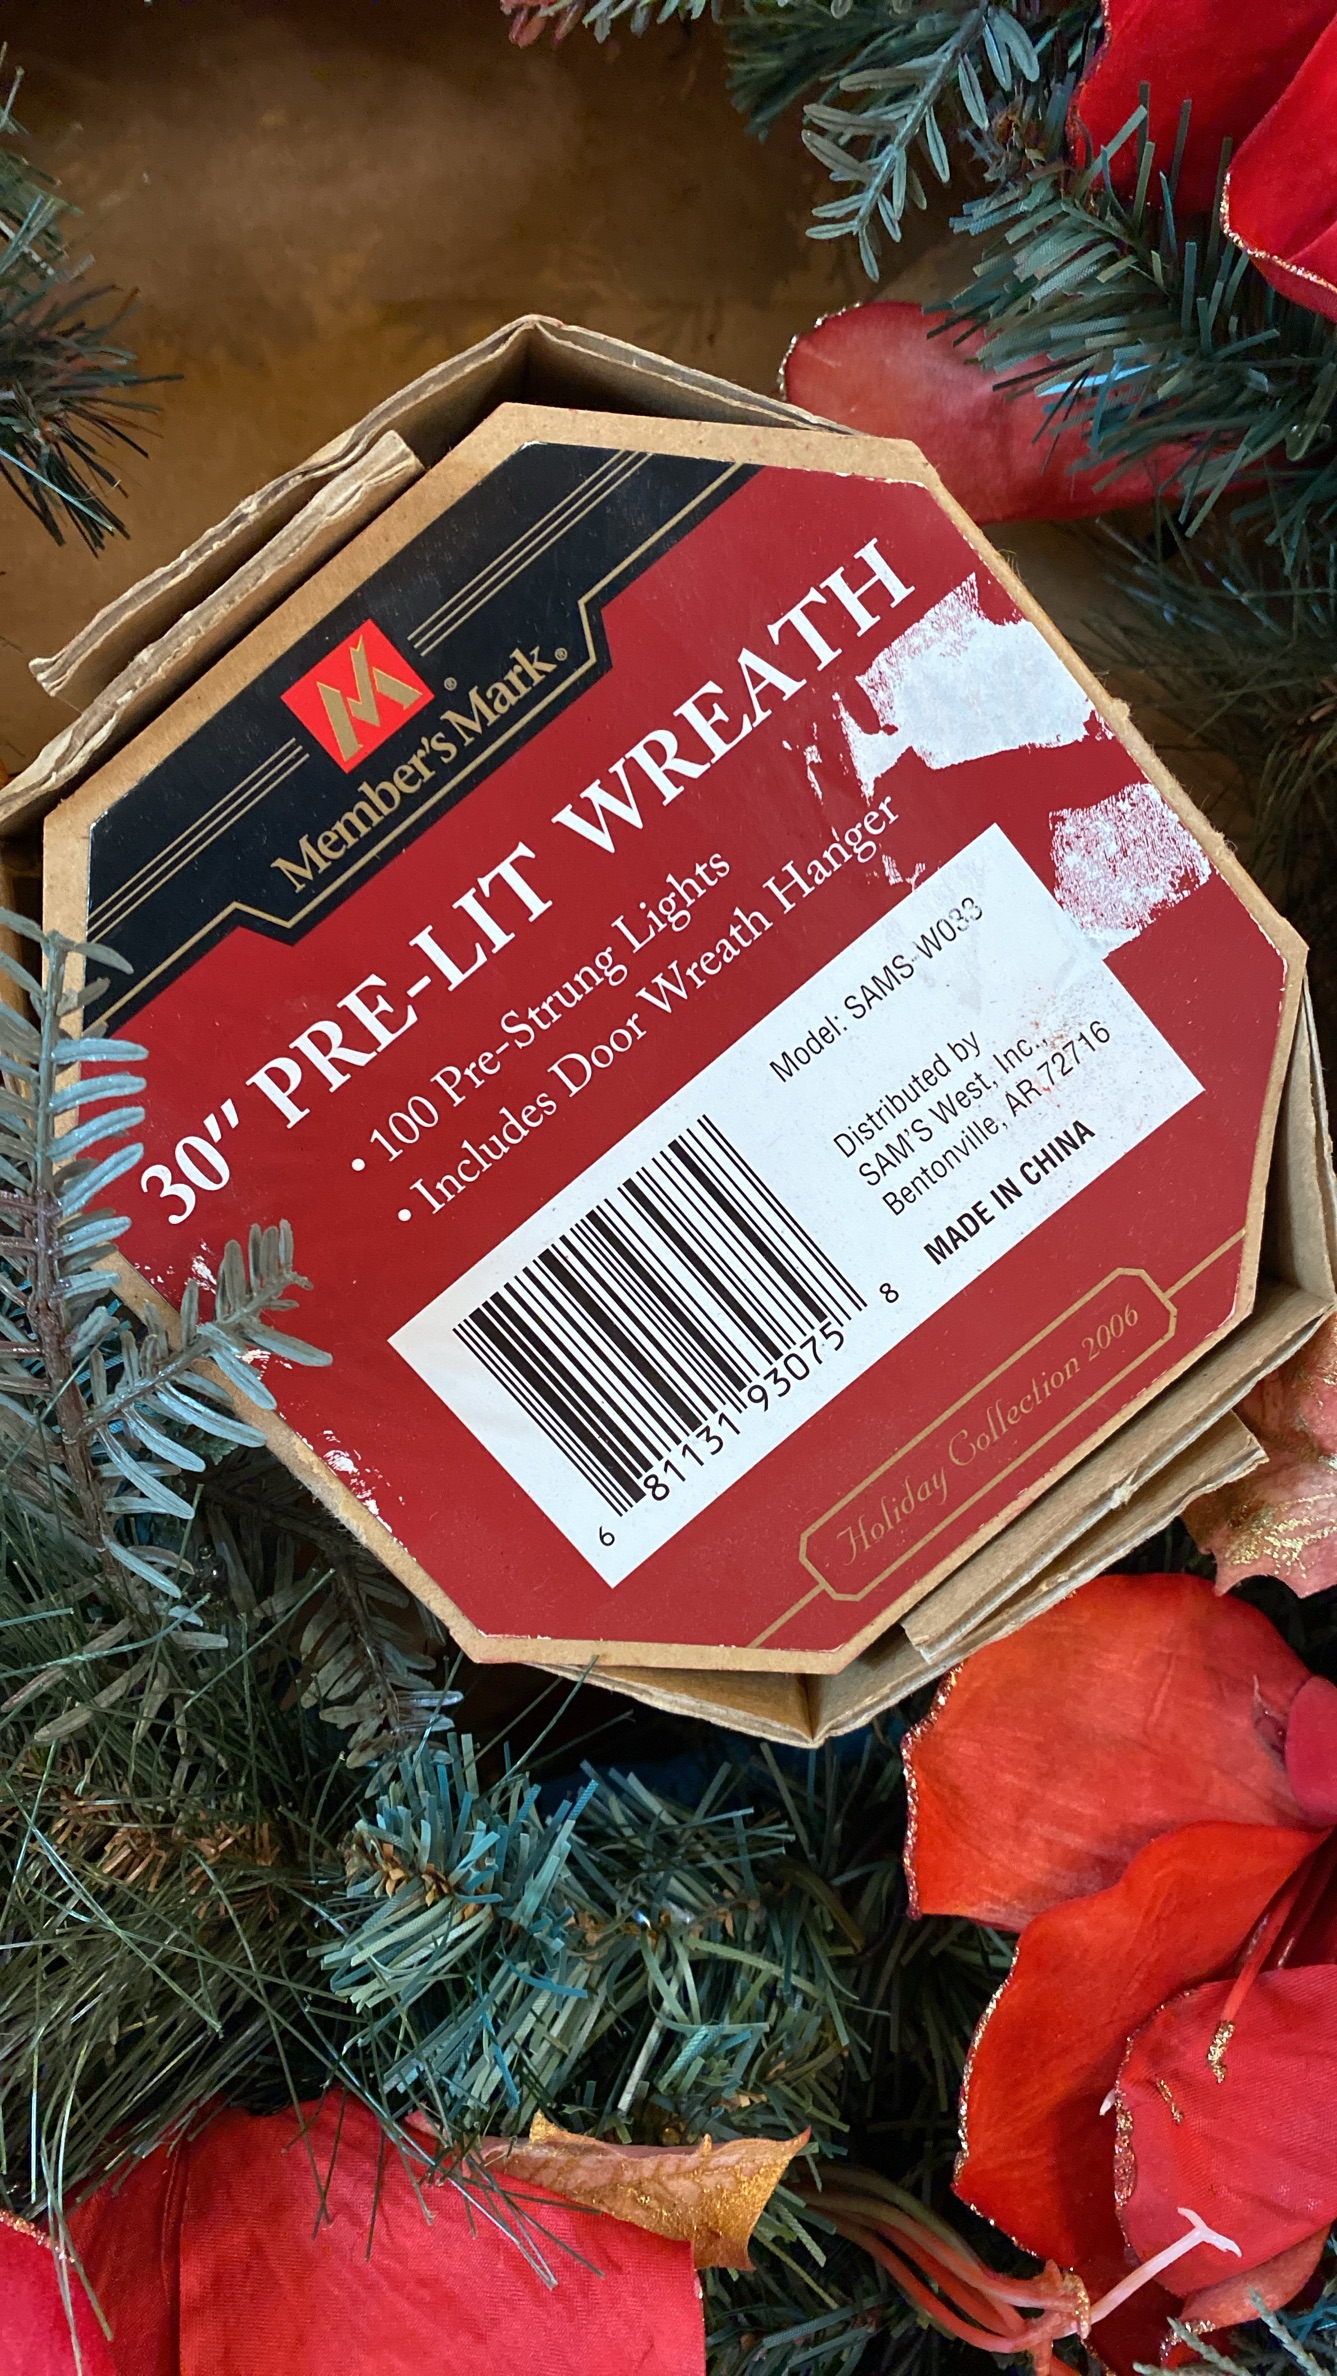 Member's Mark®
30" PRE-LIT WREATH
• 100 Pre-Strung Lights
• Includes Door Wreath Hanger
Model: SAMS-W033
Distributed by
SAM'S West, Inc.,
Bentonville, AR 72716
MADE IN CHINA
6 81131 93075 8
Holiday Collection 2006